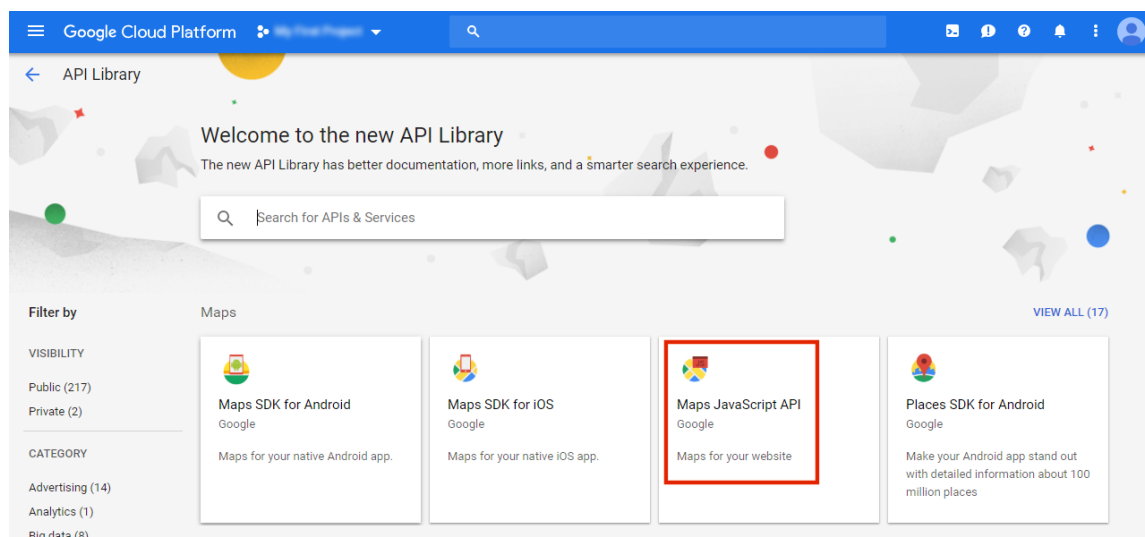 Google Cloud Platform
API Library
Welcome to the new API Library
The new API Library has better documentation, more links, and a smarter search experience.
Search for APIs & Services
Filter by
Maps
VIEW ALL (17)
VISIBILITY
Public (217)
Private (2)
CATEGORY
Advertising (14)
Analytics (1)
Big data (8)
Maps SDK for Android
Google
Maps for your native Android app.
Maps SDK for iOS
Google
Maps for your native iOS app.
Maps JavaScript API
Google
Maps for your website
Places SDK for Android
Google
Make your Android app stand out
with detailed information about 100
million places